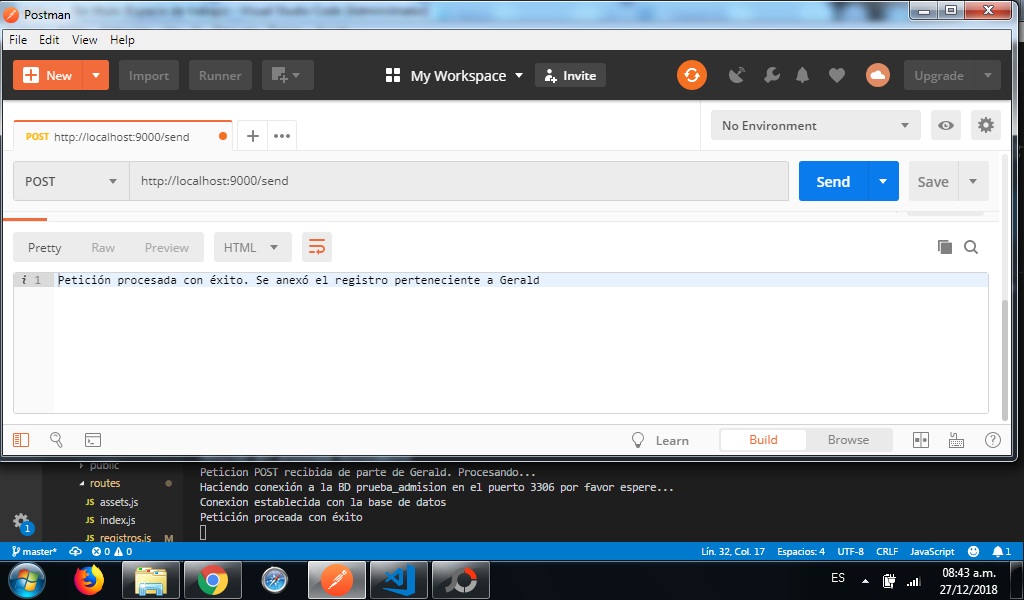 Postman
File Edit View Help
New Import Runner My Workspace Invite Upgrade
POST http://localhost:9000/send
No Environment
POST http://localhost:9000/send Send Save
Pretty Raw Preview HTML
i 1 Petición procesada con éxito. Se anexó el registro perteneciente a Gerald
Learn Build Browse
public
routes
JS assets.js
JS index.js
JS registros.js M
Peticion POST recibida de parte de Gerald. Procesando...
Haciendo conexión a la BD prueba_admision en el puerto 3306 por favor espere...
Conexion establecida con la base de datos
Petición proceada con éxito
1
master* 0 0 Lín. 32, Col. 17 Espacios: 4 UTF-8 CRLF JavaScript 1
ES
08:43 a.m.
27/12/2018